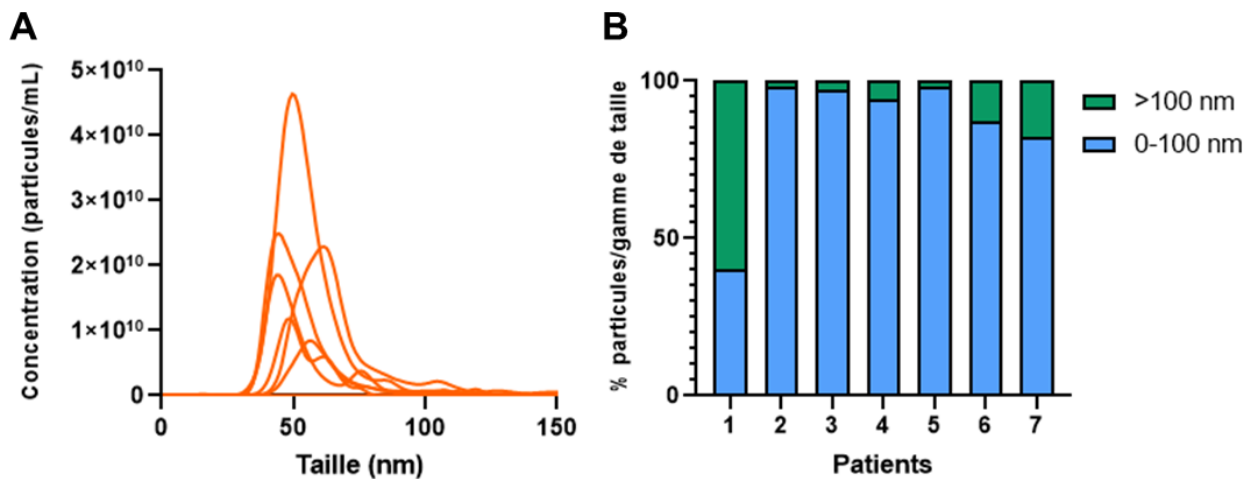 A
Concentration (particules/mL)
5×10¹⁰
4×10¹⁰
3×10¹⁰
2×10¹⁰
1×10¹⁰
0
0 50 100 150
Taille (nm)
B
% particules/gamme de taille
100
50
0
1 2 3 4 5 6 7
Patients
>100 nm
0-100 nm